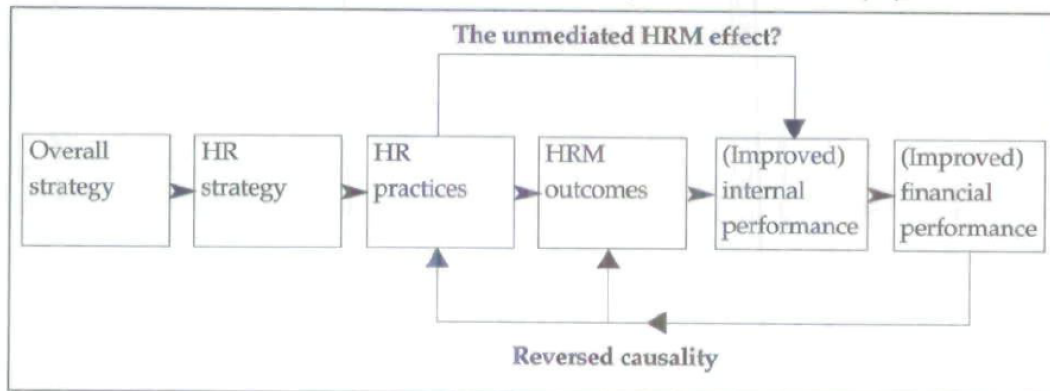 The unmediated HRM effect?
Overall
strategy
HR
strategy
HR
practices
HRM
outcomes
(Improved)
internal
performance
(Improved)
financial
performance
Reversed causality